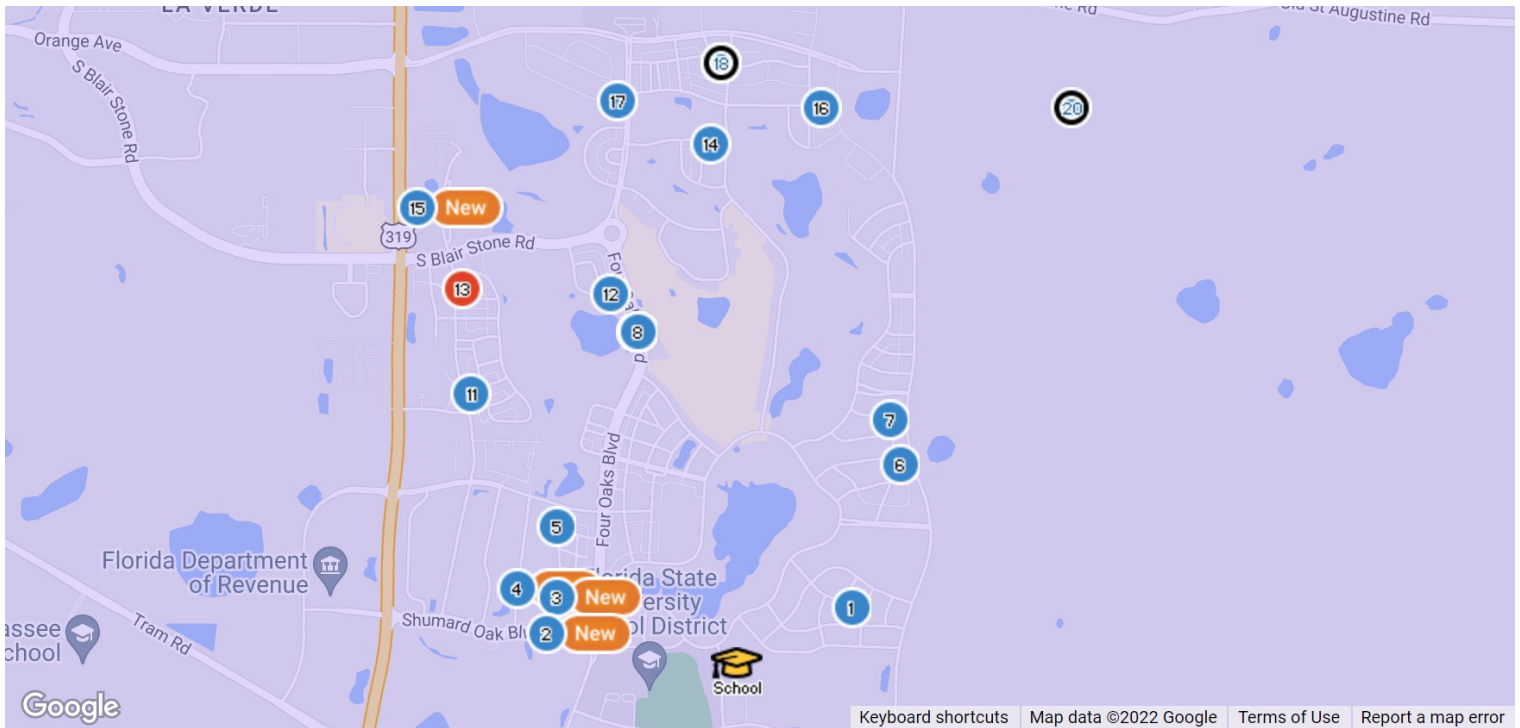 LA VERDE
Orange Ave
S Blair Stone Rd
Old St Augustine Rd
18
17
16
20
14
15 New
319
S Blair Stone Rd
13
12
8
11
7
6
Four Oaks Blvd
5
Florida Department
of Revenue
4
3 New
Florida State
University
School District
1
Shumard Oak Blvd
2 New
Tram Rd
School
Google
Keyboard shortcuts
Map data ©2022 Google
Terms of Use
Report a map error